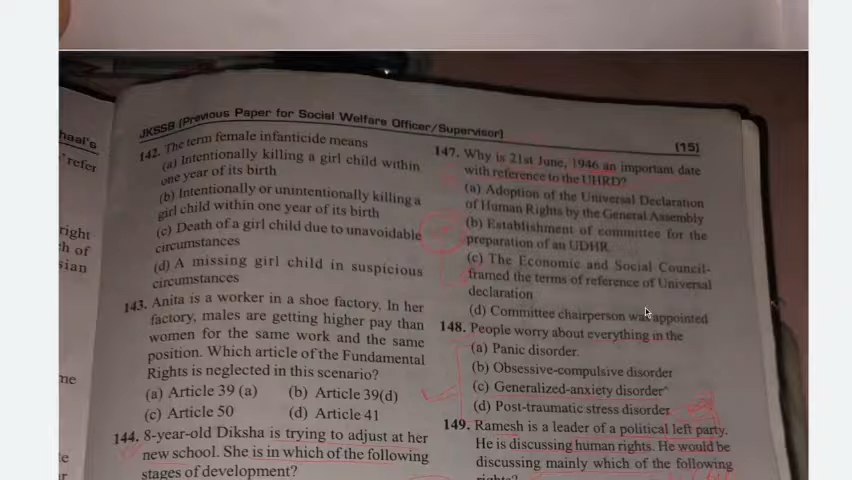 haal's
refer
right
ch of
sian
me
te
JKSSB (Previous Paper for Social Welfare Officer/Supervisor)
(15)
142. The term female infanticide means
(a) Intentionally killing a girl child within
one year of its birth
(b) Intentionally or unintentionally killing a
girl child within one year of its birth
(c) Death of a girl child due to unavoidable
circumstances
(d) A missing girl child in suspicious
circumstances
143. Anita is a worker in a shoe factory. In her
factory, males are getting higher pay than
women for the same work and the same
position. Which article of the Fundamental
Rights is neglected in this scenario?
(a) Article 39 (a) (b) Article 39(d)
(c) Article 50 (d) Article 41
144. 8-year-old Diksha is trying to adjust at her
new school. She is in which of the following
stages of development?
147. Why is 21st June, 1946 an important date
with reference to the UHRD?
(a) Adoption of the Universal Declaration
of Human Rights by the General Assembly
(b) Establishment of committee for the
preparation of an UDHR
(c) The Economic and Social Council-
framed the terms of reference of Universal
declaration
(d) Committee chairperson was appointed
148. People worry about everything in the
(a) Panic disorder.
(b) Obsessive-compulsive disorder
(c) Generalized-anxiety disorder
(d) Post-traumatic stress disorder
149. Ramesh is a leader of a political left party.
He is discussing human rights. He would be
discussing mainly which of the following
rights?